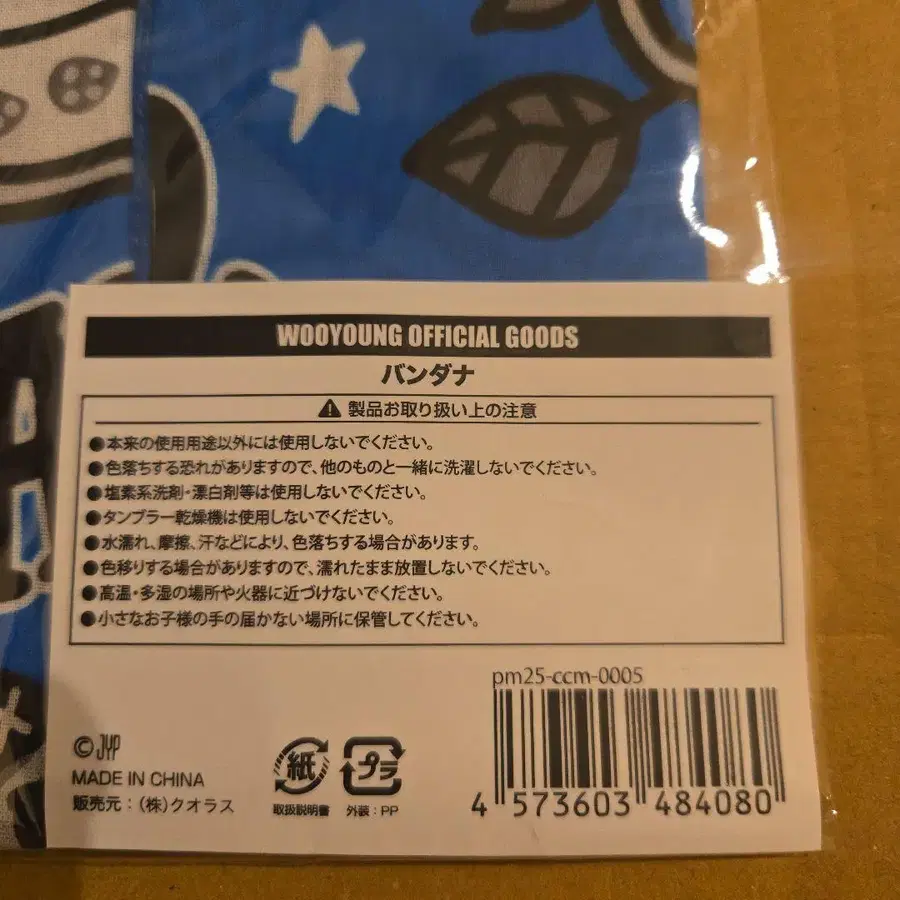 WOOYOUNG OFFICIAL GOODS
バンダナ
⚠ 製品お取り扱い上の注意
●本来の使用用途以外には使用しないでください。
●色落ちする恐れがありますので、他のものと一緒に洗濯しないでください。
●塩素系洗剤・漂白剤等は使用しないでください。
●タンブラー乾燥機は使用しないでください。
●水濡れ、摩擦、汗などにより、色落ちする場合があります。
●色移りする場合がありますので、濡れたまま放置しないでください。
●高温・多湿の場所や火器に近づけないでください。
●小さなお子様の手の届かない場所に保管してください。
pm25-ccm-0005
©JYP
MADE IN CHINA
販売元:(株)クオラス
紙
取扱説明書
プラ
外装:PP
4 573603 484080